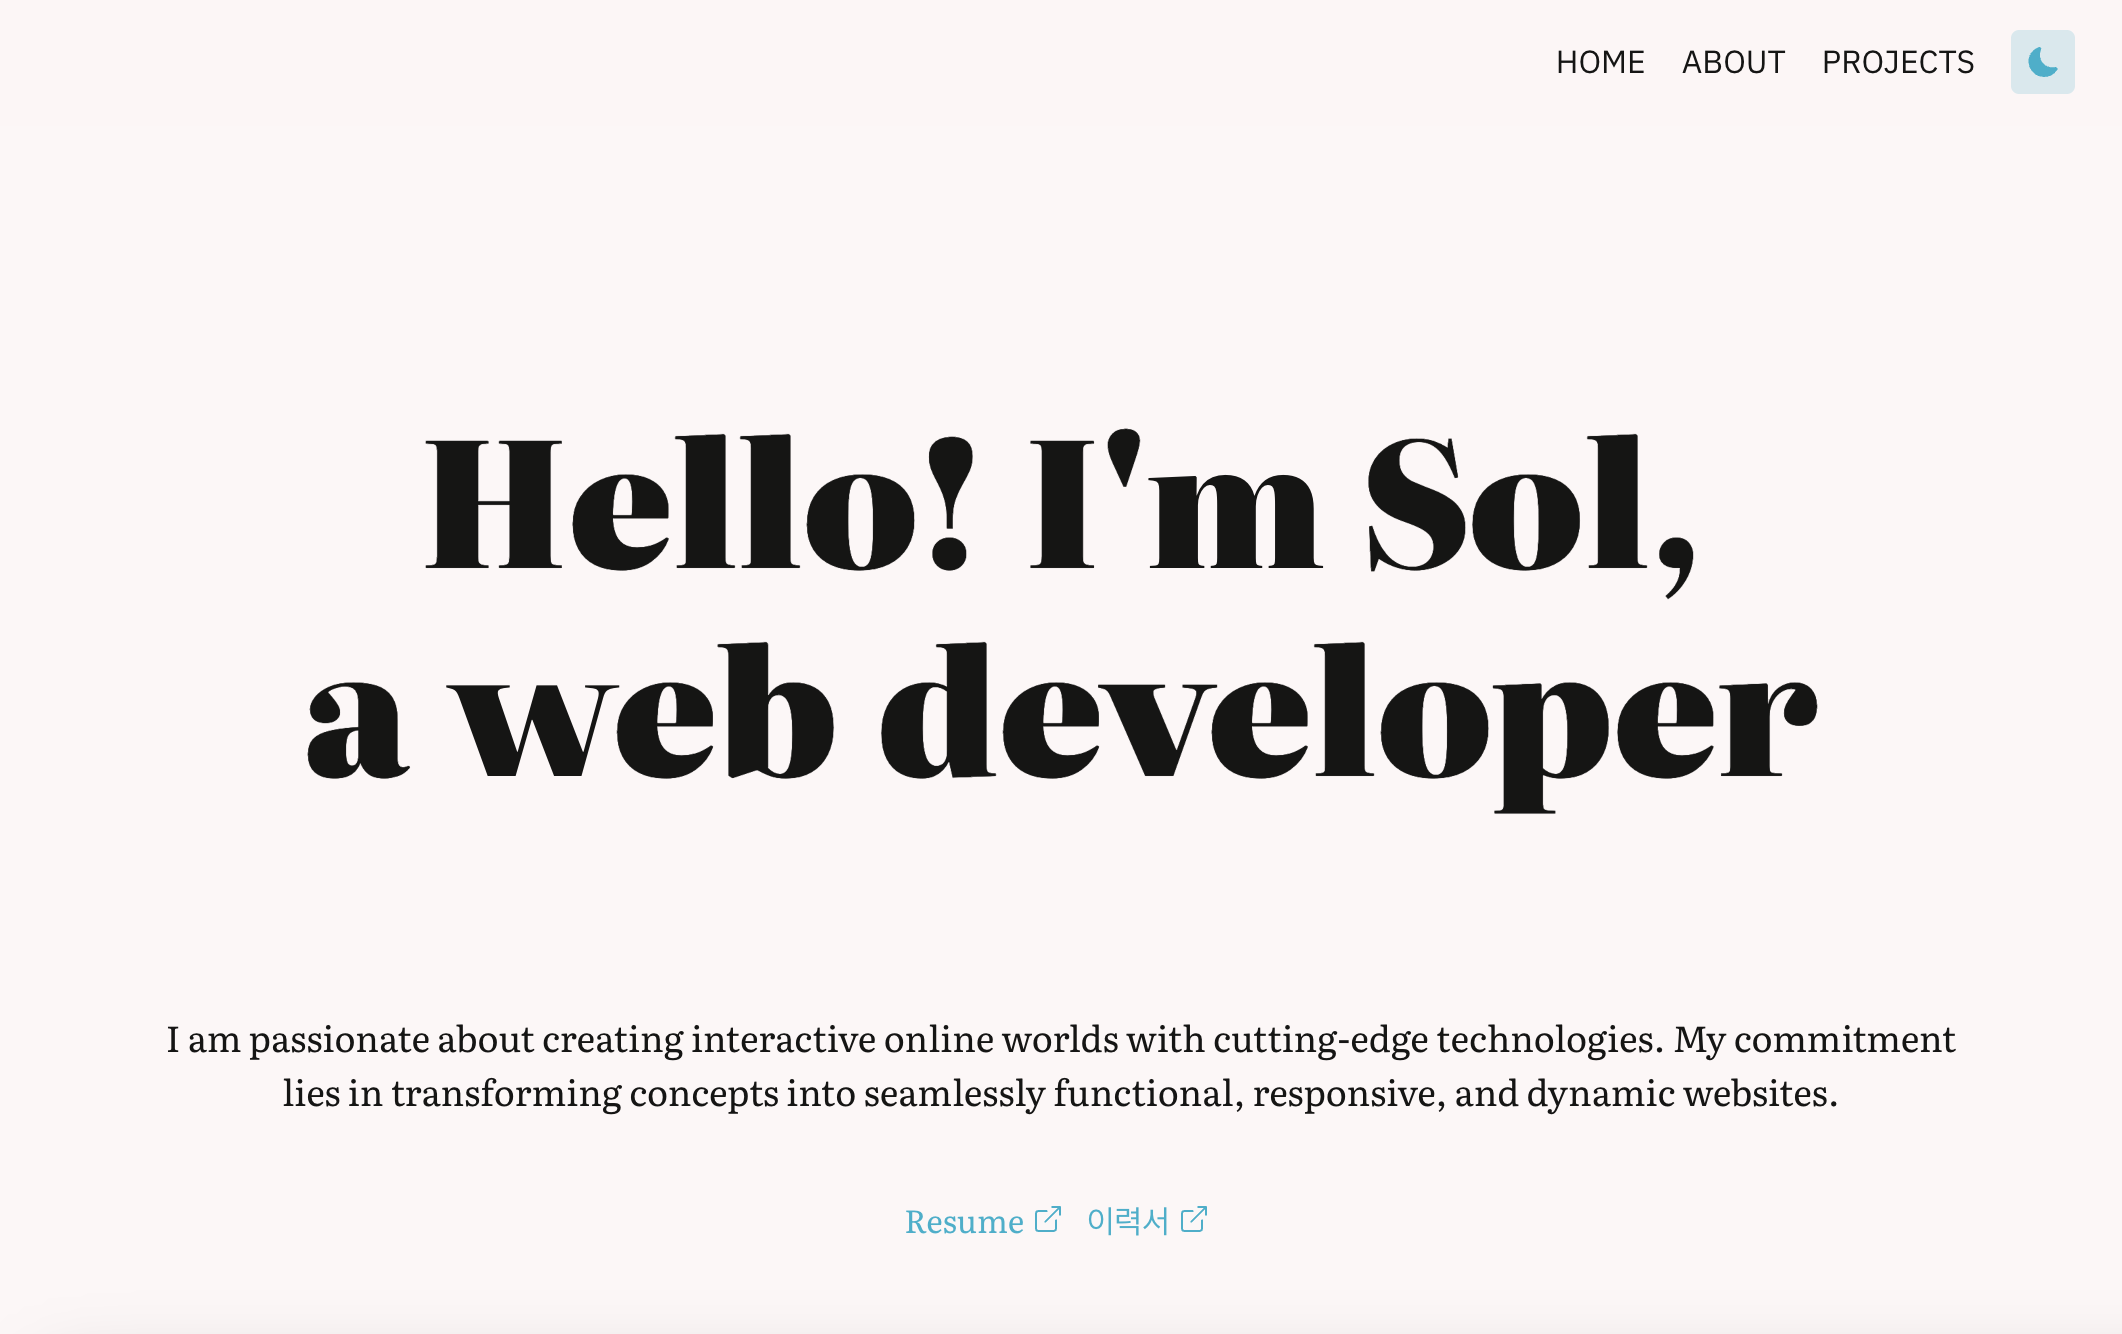 HOME ABOUT PROJECTS
Hello! I'm Sol,
a web developer
I am passionate about creating interactive online worlds with cutting-edge technologies. My commitment
lies in transforming concepts into seamlessly functional, responsive, and dynamic websites.
Resume 이력서